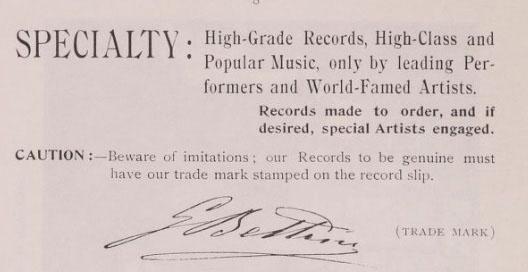 SPECIALTY: High-Grade Records, High-Class and
Popular Music, only by leading Per-
formers and World-Famed Artists.
Records made to order, and if
desired, special Artists engaged.
CAUTION:—Beware of imitations; our Records to be genuine must
have our trade mark stamped on the record slip.
G Bettini (TRADE MARK)